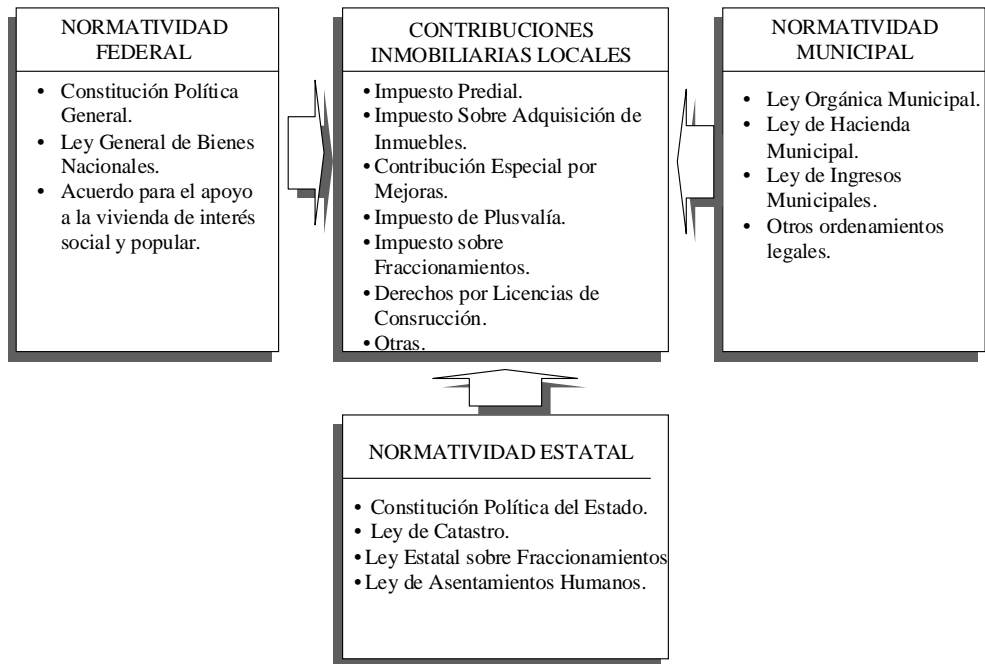 NORMATIVIDAD
FEDERAL
• Constitución Política
General.
• Ley General de Bienes
Nacionales.
• Acuerdo para el apoyo
a la vivienda de interés
social y popular.
CONTRIBUCIONES
INMOBILIARIAS LOCALES
• Impuesto Predial.
• Impuesto Sobre Adquisición de
Inmuebles.
• Contribución Especial por
Mejoras.
• Impuesto de Plusvalía.
• Impuesto sobre
Fraccionamientos.
• Derechos por Licencias de
Consrucción.
• Otras.
NORMATIVIDAD
MUNICIPAL
• Ley Orgánica Municipal.
• Ley de Hacienda
Municipal.
• Ley de Ingresos
Municipales.
• Otros ordenamientos
legales.
NORMATIVIDAD ESTATAL
• Constitución Política del Estado.
• Ley de Catastro.
• Ley Estatal sobre Fraccionamientos
• Ley de Asentamientos Humanos.